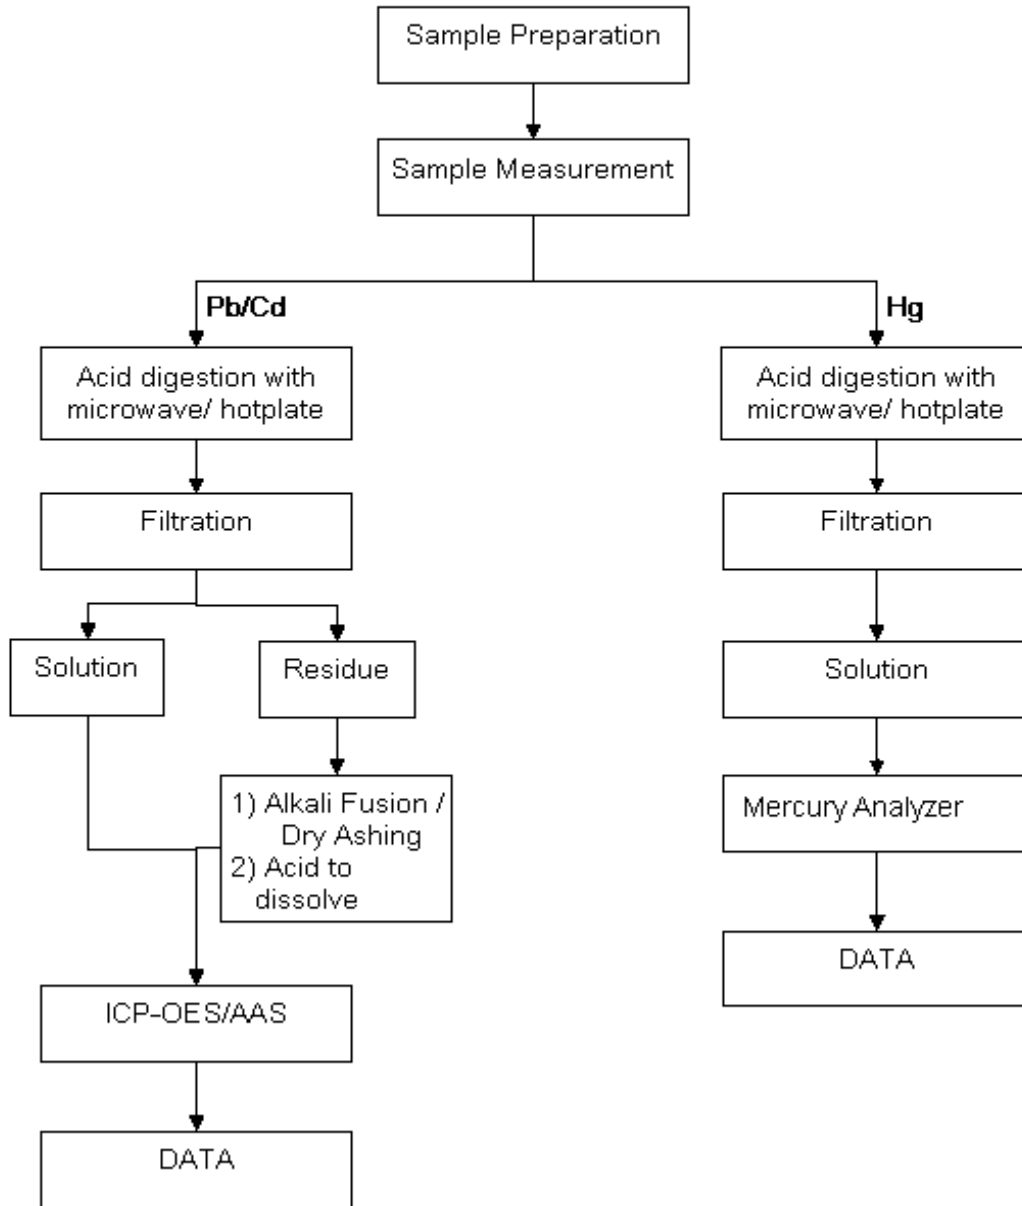 Sample Preparation
Sample Measurement
Pb/Cd
Hg
Acid digestion with
microwave/ hotplate
Acid digestion with
microwave/ hotplate
Filtration
Filtration
Solution
Residue
Solution
1) Alkali Fusion /
Dry Ashing
2) Acid to
dissolve
Mercury Analyzer
DATA
ICP-OES/AAS
DATA